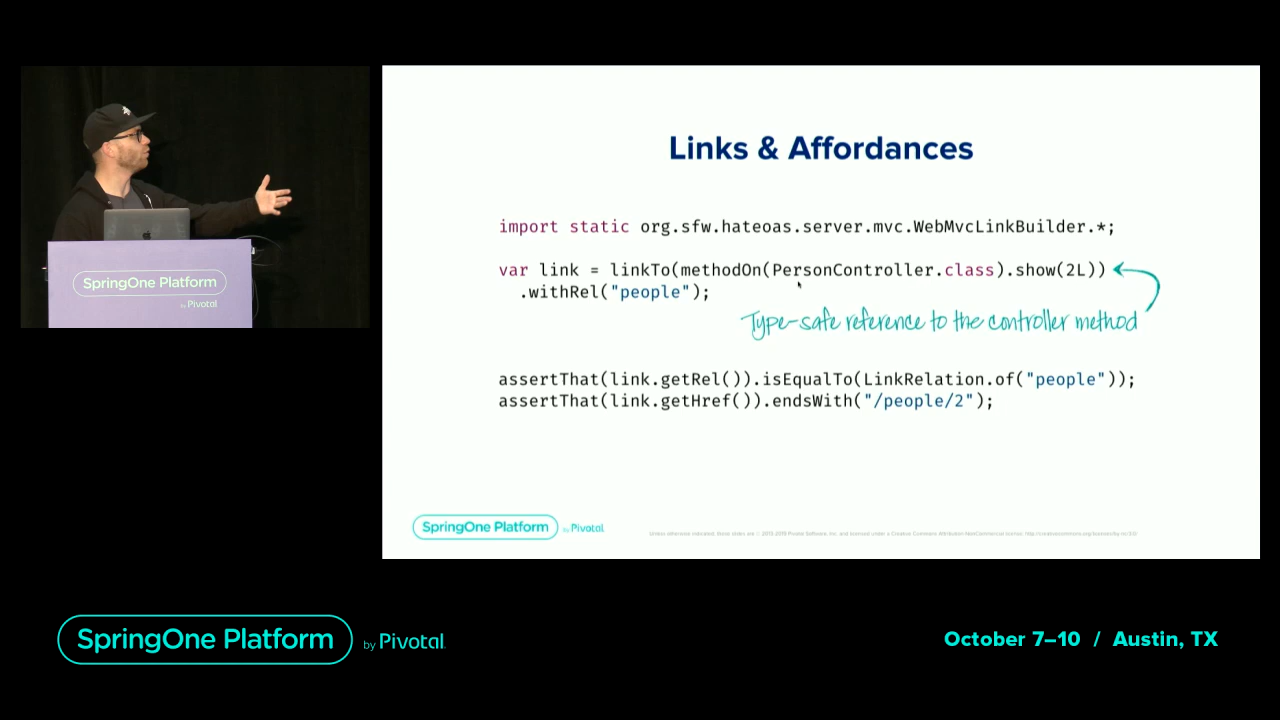 SpringOne Platform
by Pivotal
Links & Affordances
import static org.sfw.hateoas.server.mvc.WebMvcLinkBuilder.*;
var link = linkTo(methodOn(PersonController.class).show(2L))
.withRel("people");
Type-safe reference to the controller method
assertThat(link.getRel()).isEqualTo(LinkRelation.of("people"));
assertThat(link.getHref()).endsWith("/people/2");
SpringOne Platform by Pivotal
SpringOne Platform by Pivotal
October 7–10 / Austin, TX